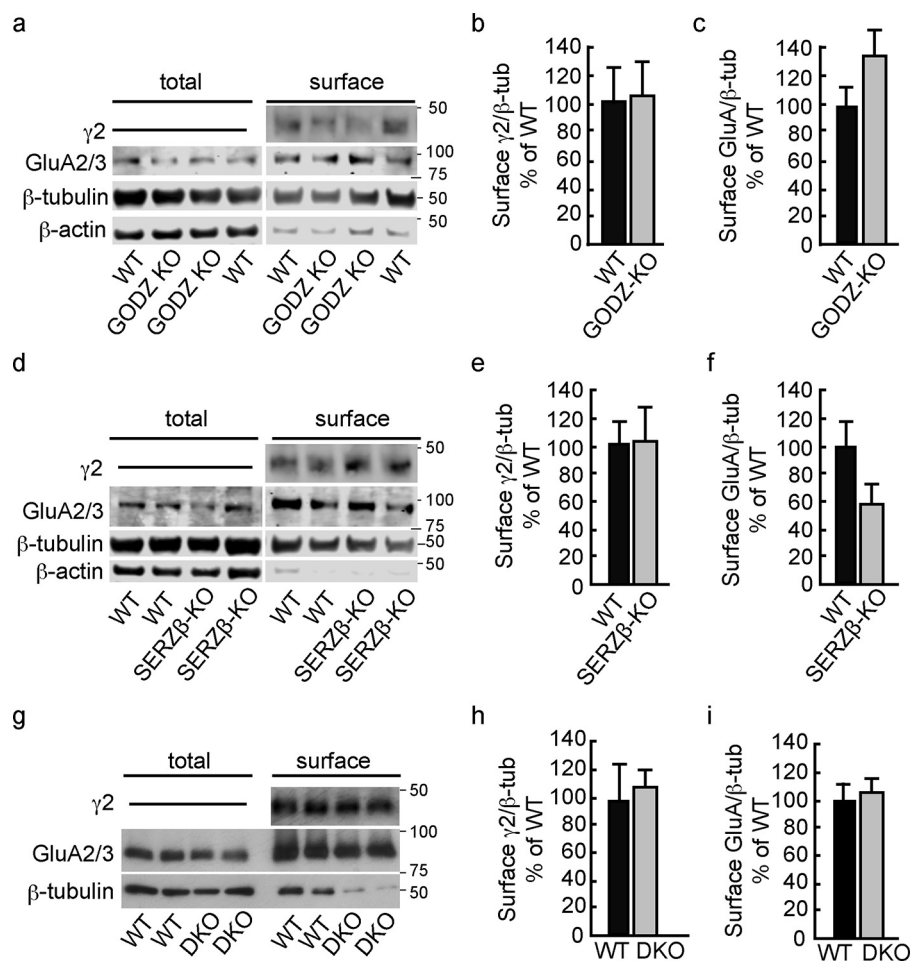 a
total
surface
γ2
50
GluA2/3
100
75
β-tubulin
50
β-actin
50
WT
GODZ KO
GODZ KO
WT
WT
GODZ KO
GODZ KO
WT
b
Surface γ2/β-tub
% of WT
140
120
100
80
60
40
20
0
WT
GODZ-KO
c
Surface GluA/β-tub
% of WT
140
120
100
80
60
40
20
0
WT
GODZ-KO
d
total
surface
γ2
50
GluA2/3
100
75
β-tubulin
50
β-actin
50
WT
WT
SERZβ-KO
SERZβ-KO
WT
WT
SERZβ-KO
SERZβ-KO
e
Surface γ2/β-tub
% of WT
140
120
100
80
60
40
20
0
WT
SERZβ-KO
f
Surface GluA/β-tub
% of WT
140
120
100
80
60
40
20
0
WT
SERZβ-KO
g
total
surface
γ2
50
GluA2/3
100
75
β-tubulin
50
WT
WT
DKO
DKO
WT
WT
DKO
DKO
h
Surface γ2/β-tub
% of WT
140
120
100
80
60
40
20
0
WT DKO
i
Surface GluA/β-tub
% of WT
140
120
100
80
60
40
20
0
WT DKO